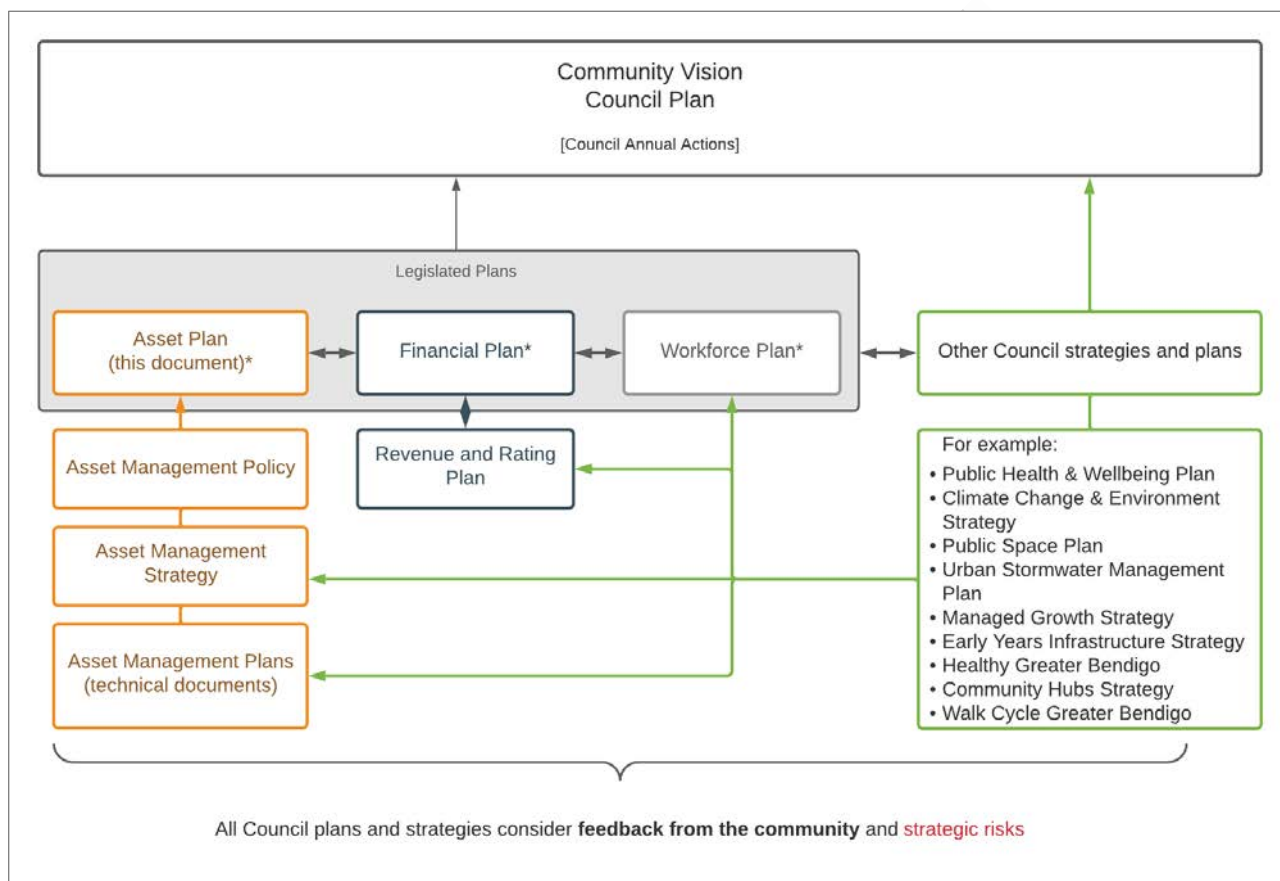 Community Vision
Council Plan
[Council Annual Actions]
Legislated Plans
Asset Plan
(this document)*
Financial Plan*
Workforce Plan*
Other Council strategies and plans
Asset Management Policy
Revenue and Rating
Plan
Asset Management
Strategy
Asset Management Plans
(technical documents)
For example:
• Public Health & Wellbeing Plan
• Climate Change & Environment
Strategy
• Public Space Plan
• Urban Stormwater Management
Plan
• Managed Growth Strategy
• Early Years Infrastructure Strategy
• Healthy Greater Bendigo
• Community Hubs Strategy
• Walk Cycle Greater Bendigo
All Council plans and strategies consider feedback from the community and strategic risks